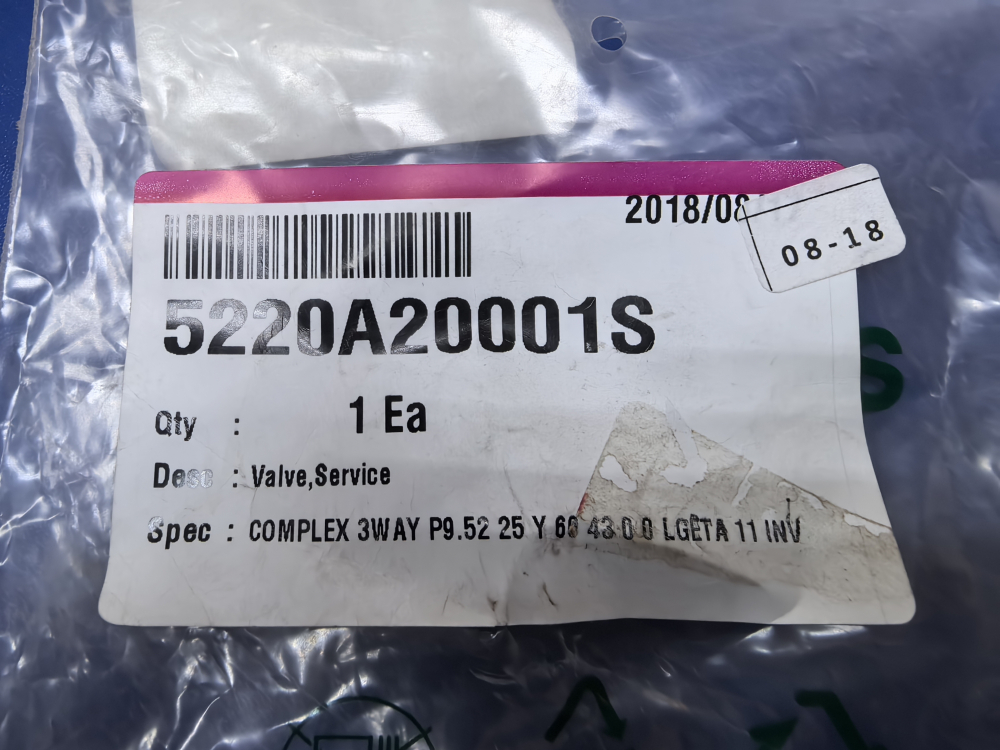 2018/08
08-18
5220A20001S
Qty : 1 Ea
Desc : Valve,Service
Spec : COMPLEX 3WAY P9.52 25 Y 60 43 0 0 LGETA 11 INV
S